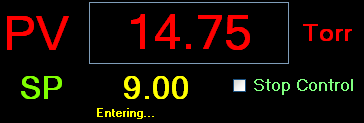 PV 14.75 Torr
SP 9.00 Stop Control
Entering...